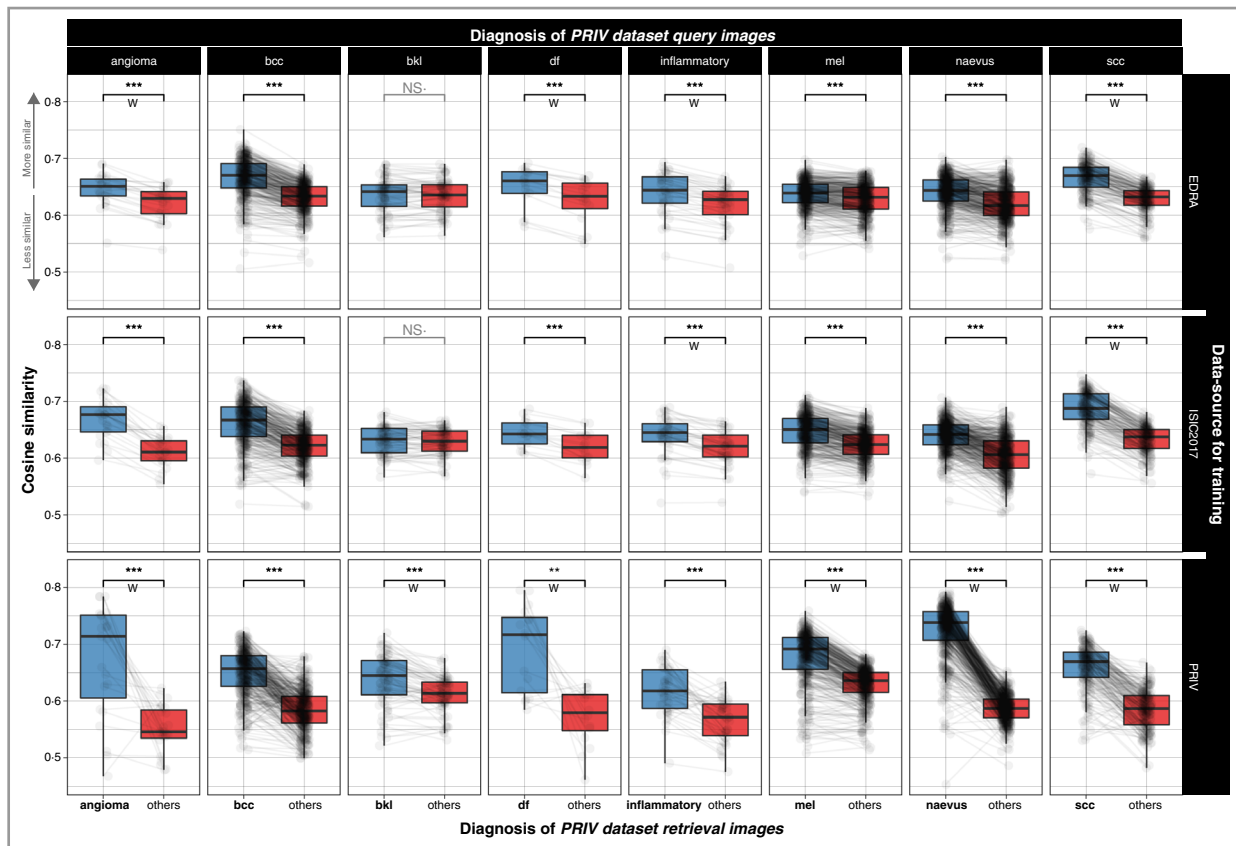 Diagnosis of PRIV dataset query images
angioma bcc bkl df inflammatory mel naevus scc
*** *** NS· *** *** *** *** ***
W W W W
0·8
0·7
0·6
0·5
More similar
Less similar
EDRA
*** *** NS· *** *** *** *** ***
W W
0·8
0·7
0·6
0·5
ISIC2017
*** *** *** ** *** *** *** ***
W W W W W W
0·8
0·7
0·6
0·5
PRIV
Cosine similarity
Data-source for training
angioma others bcc others bkl others df others inflammatory others mel others naevus others scc others
Diagnosis of PRIV dataset retrieval images